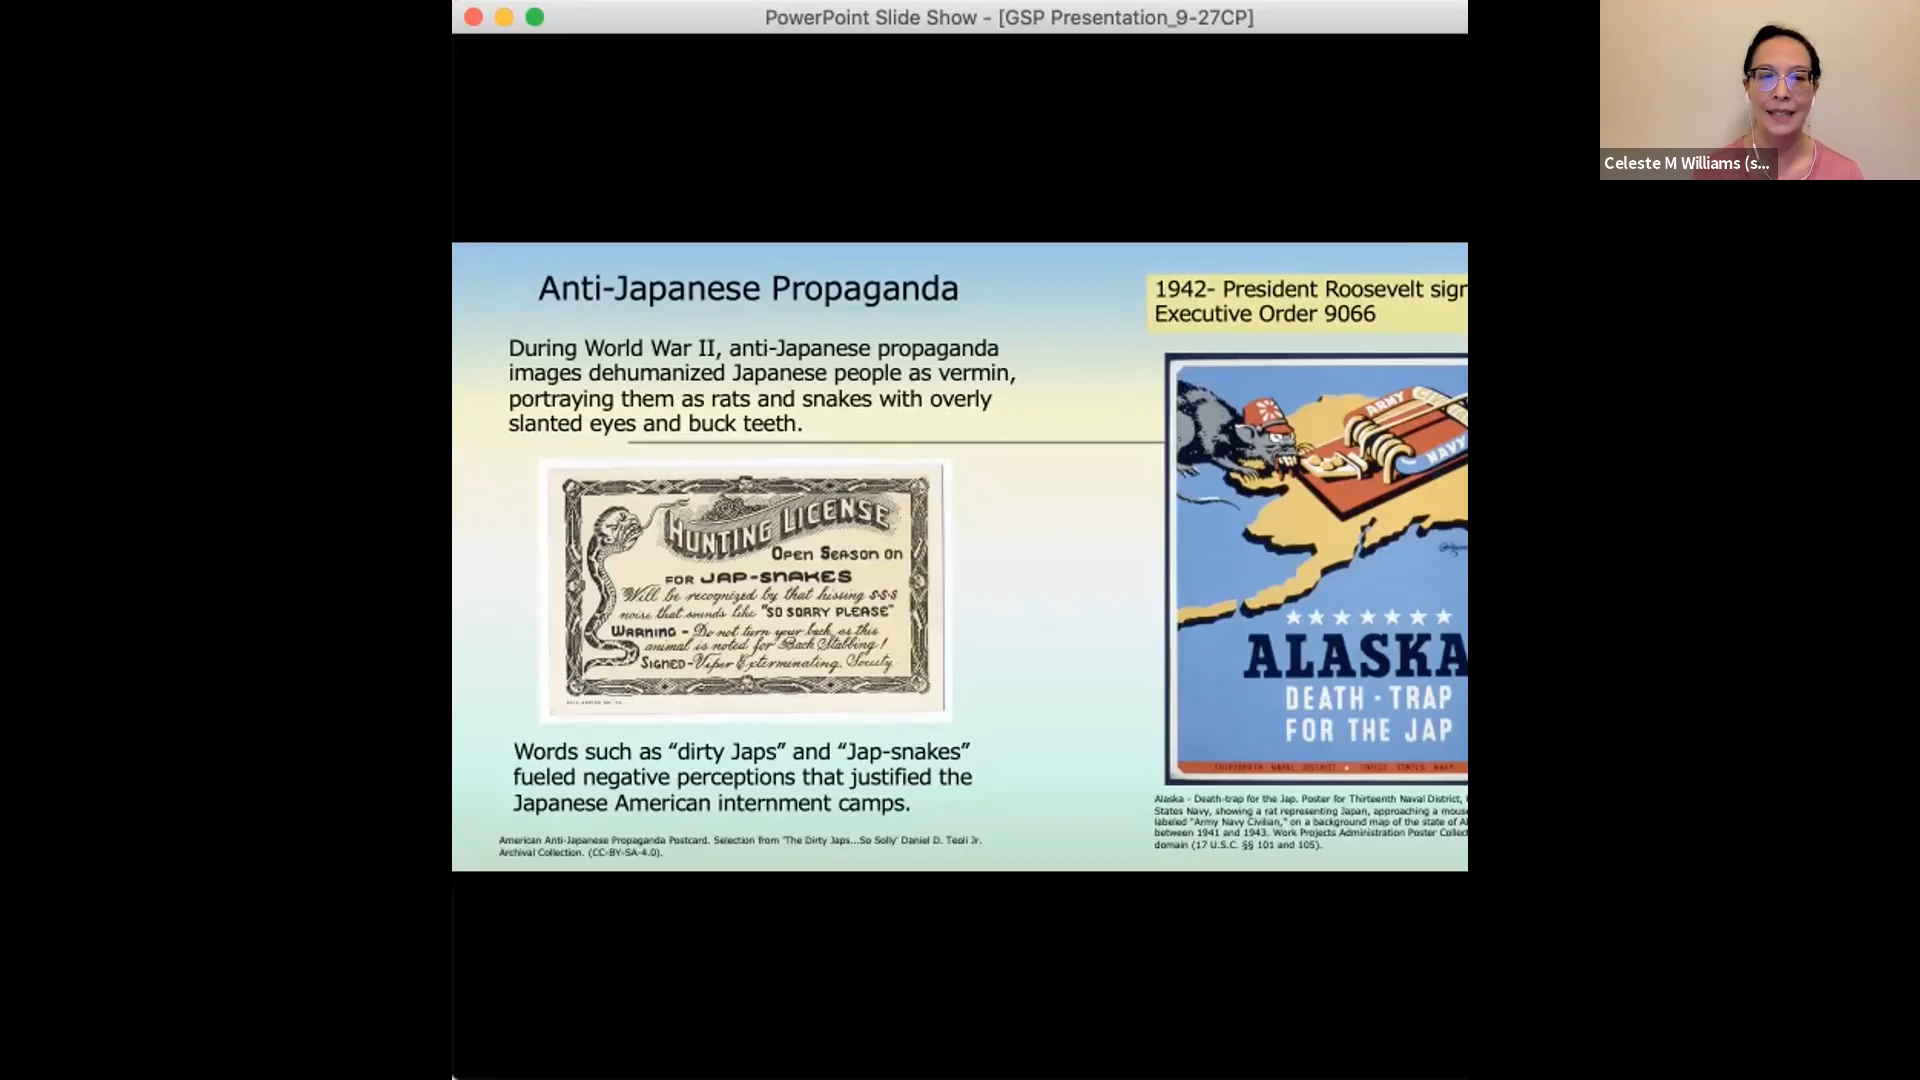 PowerPoint Slide Show - [GSP Presentation_9-27CP]
Celeste M Williams (s...
Anti-Japanese Propaganda
During World War II, anti-Japanese propaganda
images dehumanized Japanese people as vermin,
portraying them as rats and snakes with overly
slanted eyes and buck teeth.
HUNTING LICENSE
OPEN SEASON ON
FOR JAP-SNAKES
Will be recognized by that hissing S-S-S
noise that sounds like "SO SORRY PLEASE"
WARNING - Do not turn your back as this
animal is noted for Back Stabbing!
SIGNED - Viper Exterminating Society
Words such as “dirty Japs” and “Jap-snakes”
fueled negative perceptions that justified the
Japanese American internment camps.
American Anti-Japanese Propaganda Postcard. Selection from 'The Dirty Japs...So Solly' Daniel D. Teoli Jr.
Archival Collection. (CC-BY-SA-4.0).
1942- President Roosevelt sign
Executive Order 9066
ARMY
NAVY
ALASKA
DEATH-TRAP
FOR THE JAP
THIRTEENTH NAVAL DISTRICT • UNITED STATES NAVY
Alaska - Death-trap for the Jap. Poster for Thirteenth Naval District,
States Navy, showing a rat representing Japan, approaching a mous
labeled "Army Navy Civilian," on a background map of the state of Al
between 1941 and 1943. Work Projects Administration Poster Collect
domain (17 U.S.C. §§ 101 and 105).